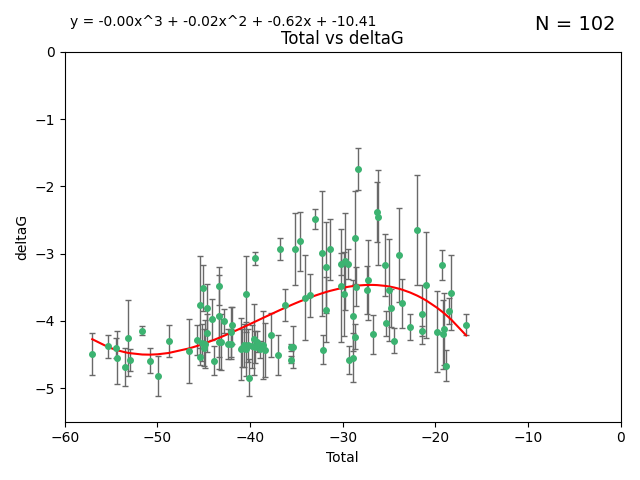 y = -0.00x^3 + -0.02x^2 + -0.62x + -10.41
N = 102
Total vs deltaG
0
−1
−2
−3
−4
−5
deltaG
−60 −50 −40 −30 −20 −10 0
Total